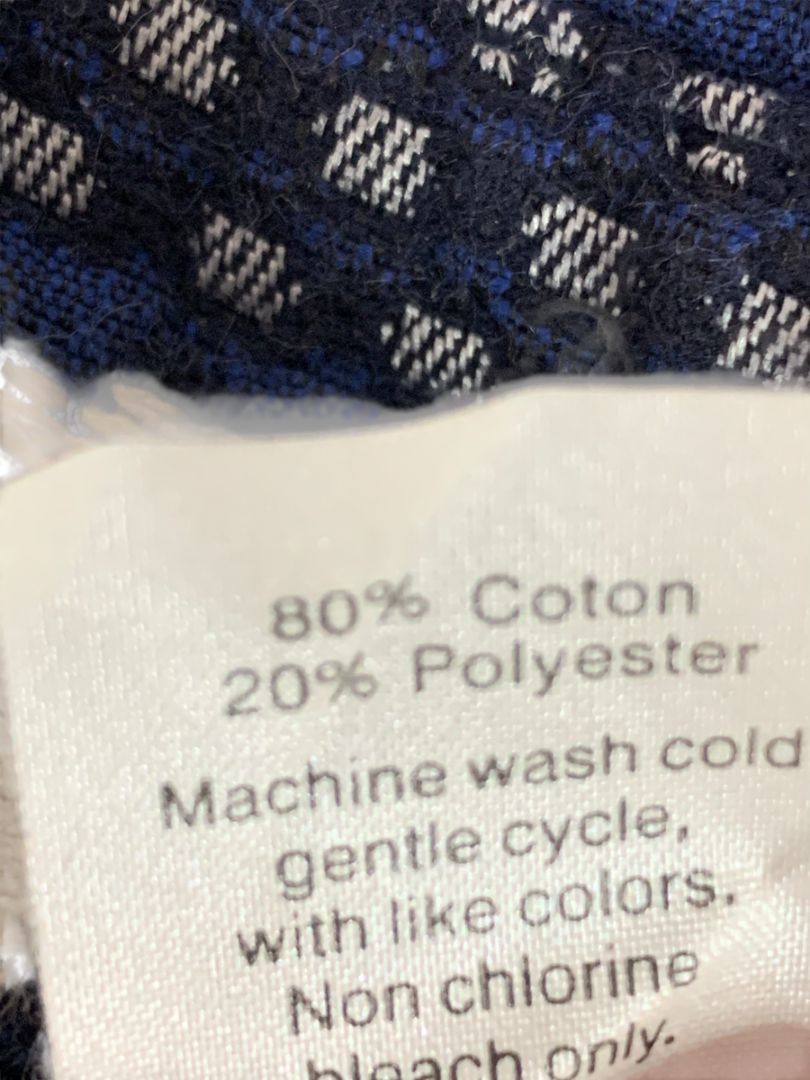 80% Coton
20% Polyester
Machine wash cold
gentle cycle,
with like colors.
Non chlorine
bleach only.